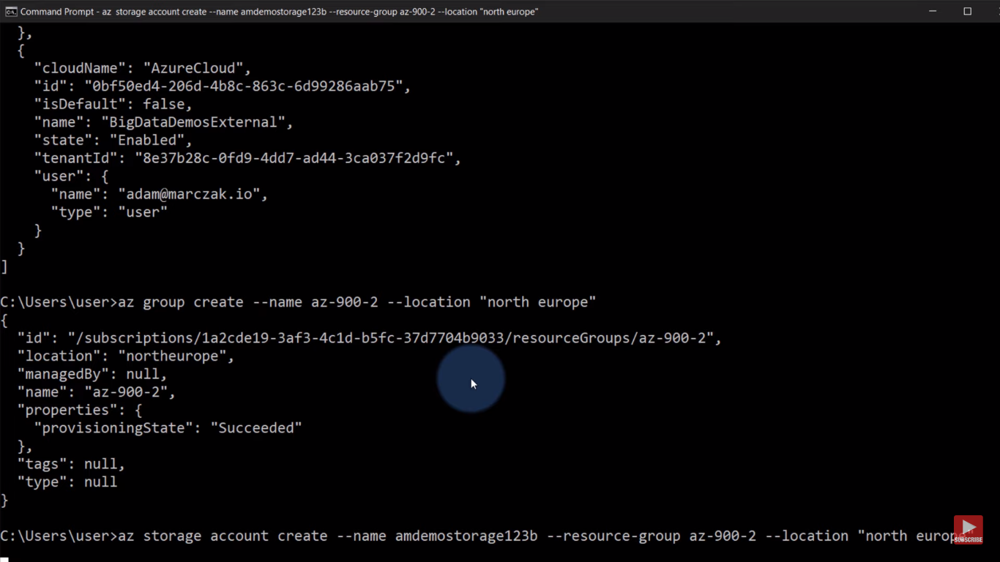 Command Prompt - az  storage account create --name amdemostorage123b --resource-group az-900-2 --location "north europe"
},
{
"cloudName": "AzureCloud",
"id": "0bf50ed4-206d-4b8c-863c-6d99286aab75",
"isDefault": false,
"name": "BigDataDemosExternal",
"state": "Enabled",
"tenantId": "8e37b28c-0fd9-4dd7-ad44-3ca037f2d9fc",
"user": {
"name": "adam@marczak.io",
"type": "user"
}
}
]
C:\Users\user>az group create --name az-900-2 --location "north europe"
{
"id": "/subscriptions/1a2cde19-3af3-4c1d-b5fc-37d7704b9033/resourceGroups/az-900-2",
"location": "northeurope",
"managedBy": null,
"name": "az-900-2",
"properties": {
"provisioningState": "Succeeded"
},
"tags": null,
"type": null
}
C:\Users\user>az storage account create --name amdemostorage123b --resource-group az-900-2 --location "north europe
SUBSCRIBE